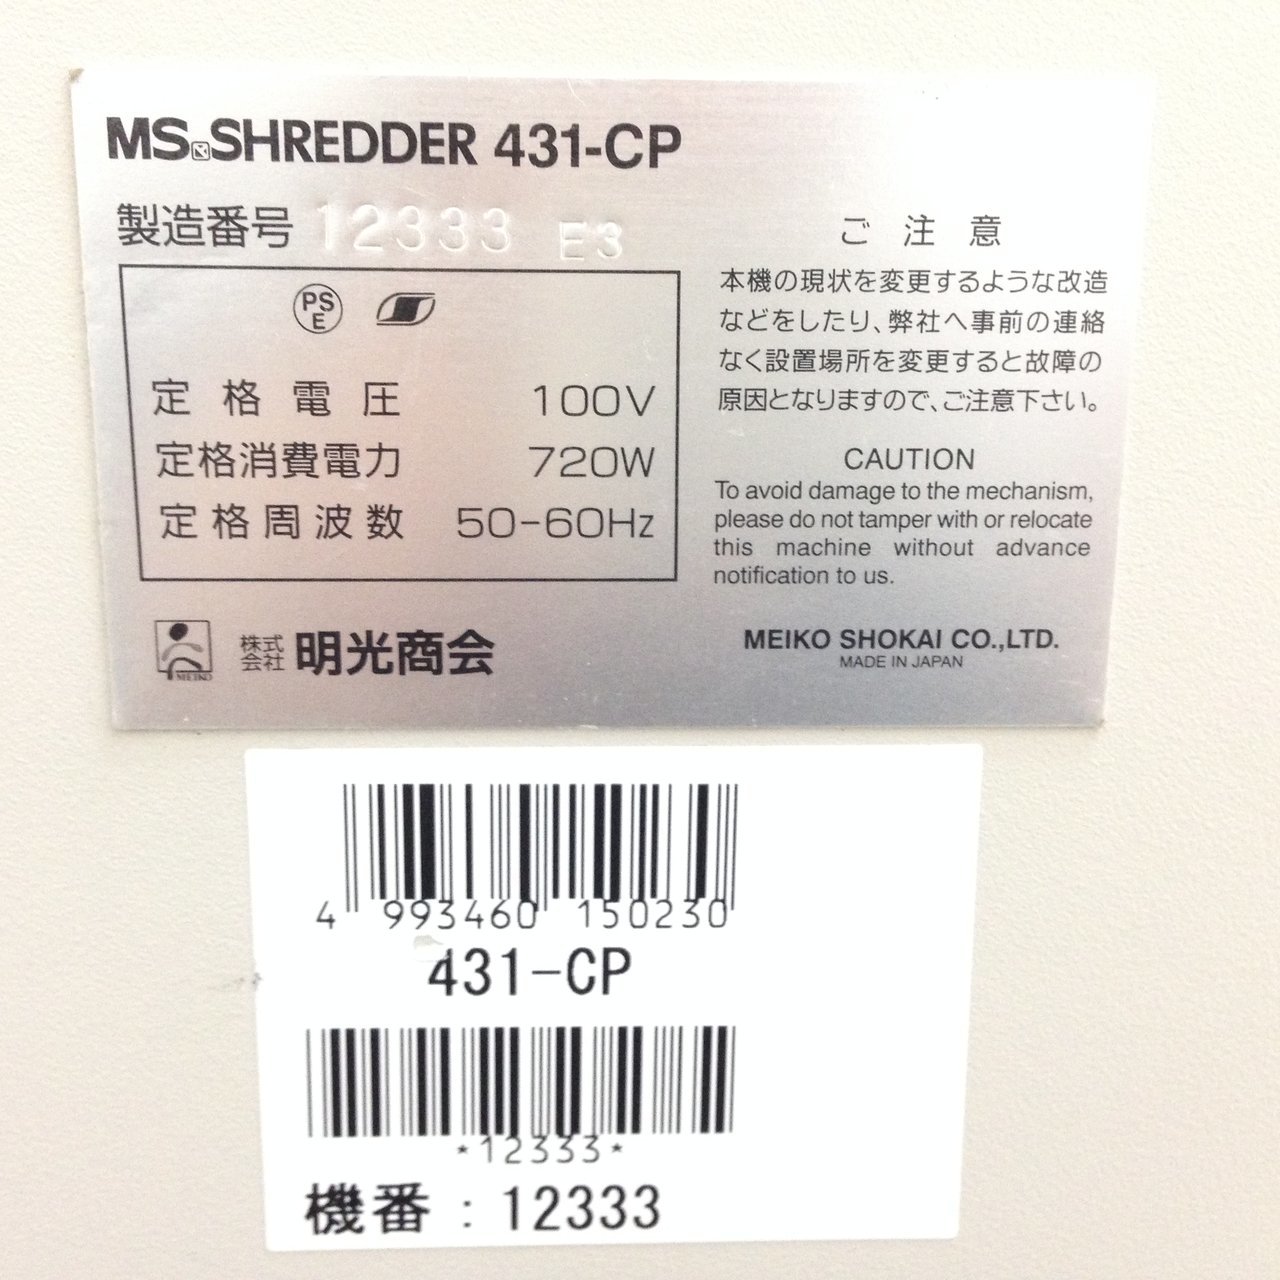 MS SHREDDER 431-CP
製造番号 12333 E3
PS
E
定格電圧 100V
定格消費電力 720W
定格周波数 50-60Hz
MEIKO
株式
会社
明光商会
ご注意
本機の現状を変更するような改造
などをしたり、弊社へ事前の連絡
なく設置場所を変更すると故障の
原因となりますので、ご注意下さい。
CAUTION
To avoid damage to the mechanism,
please do not tamper with or relocate
this machine without advance
notification to us.
MEIKO SHOKAI CO.,LTD.
MADE IN JAPAN
4 993460 150230
431-CP
*12333*
機番:12333